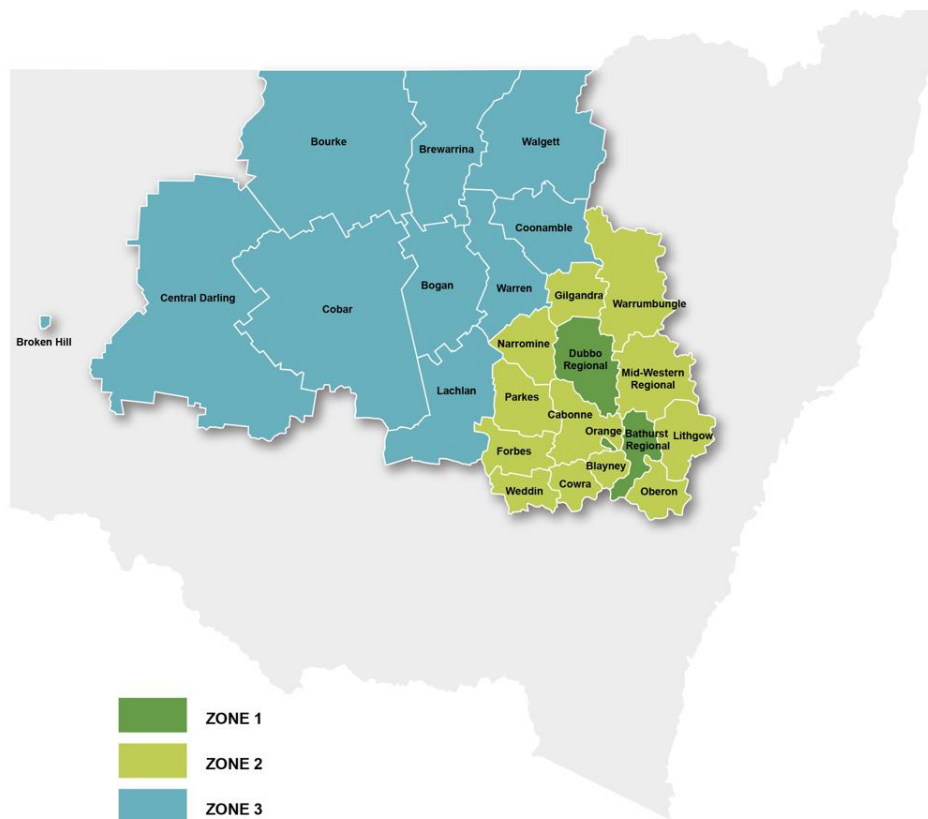 Bourke
Brewarrina
Walgett
Coonamble
Central Darling
Cobar
Bogan
Warren
Gilgandra
Warrumbungle
Broken Hill
Narromine
Dubbo
Regional
Mid-Western
Regional
Lachlan
Parkes
Cabonne
Orange
Bathurst
Regional
Lithgow
Forbes
Blayney
Weddin
Cowra
Oberon
ZONE 1
ZONE 2
ZONE 3